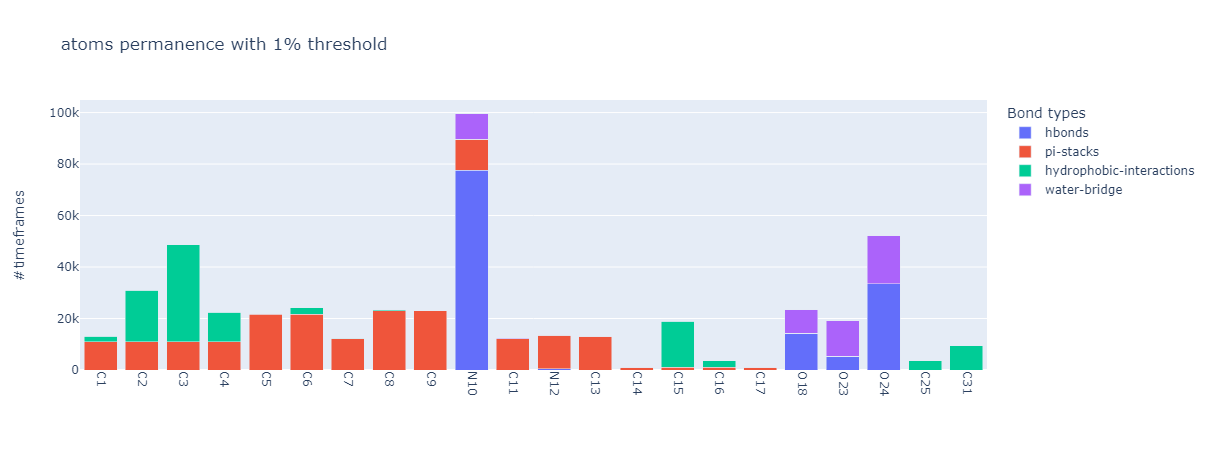 atoms permanence with 1% threshold
Bond types
hbonds
pi-stacks
hydrophobic-interactions
water-bridge
# timeframes
100k
80k
60k
40k
20k
0
C1
C2
C3
C4
C5
C6
C7
C8
C9
N10
C11
N12
C13
C14
C15
C16
C17
O18
O23
O24
C25
C31